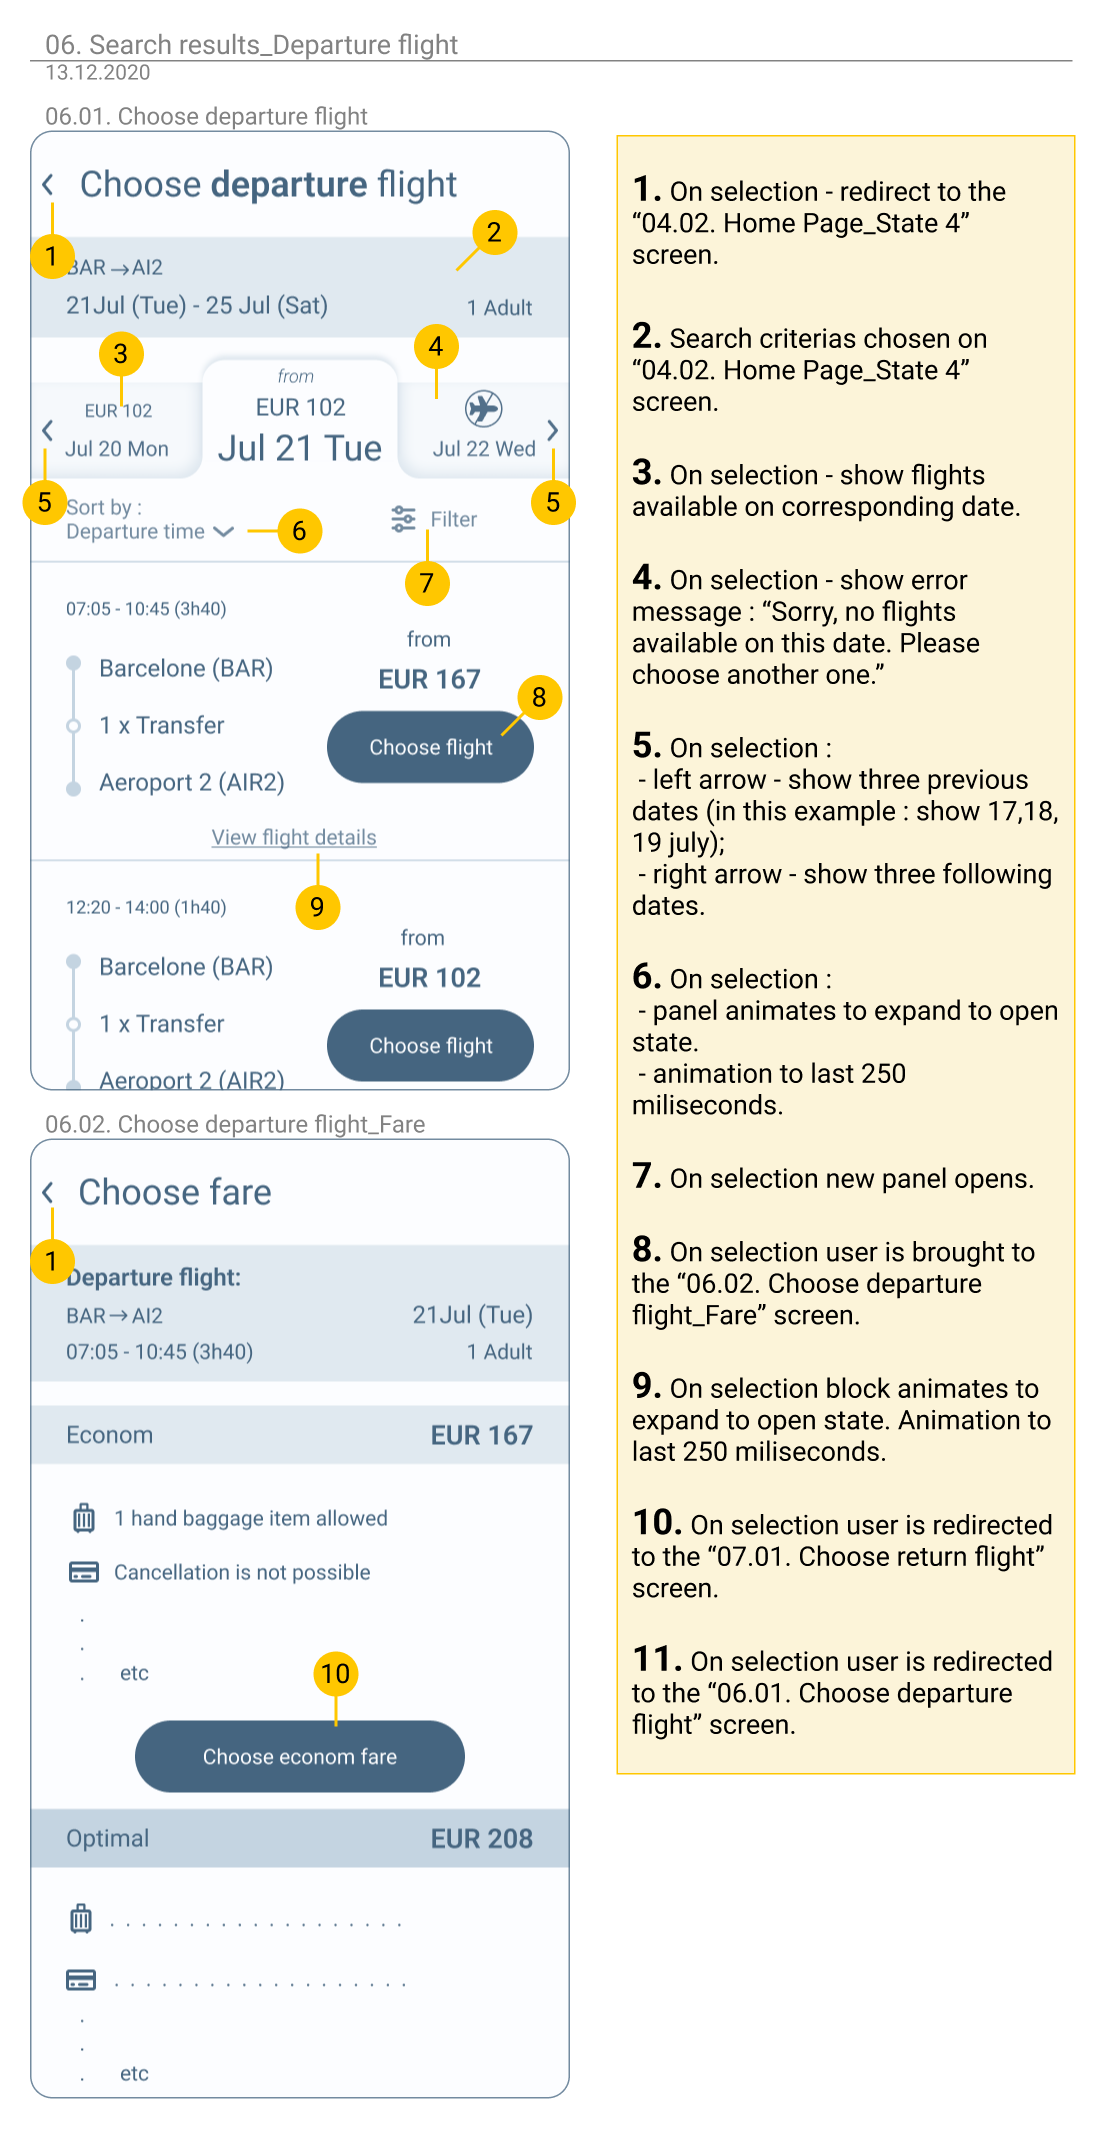 06. Search results_Departure flight
13.12.2020
06.01. Choose departure flight
Choose departure flight
1
2
BAR → AI2
21Jul (Tue) - 25 Jul (Sat)
1 Adult
3
4
from
EUR 102
EUR 102
Jul 20 Mon
Jul 21 Tue
Jul 22 Wed
5
5
Sort by :
Departure time
6
Filter
7
07:05 - 10:45 (3h40)
from
Barcelone (BAR)
EUR 167
8
1 x Transfer
Choose flight
Aeroport 2 (AIR2)
View flight details
9
12:20 - 14:00 (1h40)
from
Barcelone (BAR)
EUR 102
1 x Transfer
Choose flight
Aeroport 2 (AIR2)
06.02. Choose departure flight_Fare
Choose fare
1
Departure flight:
BAR → AI2
21Jul (Tue)
07:05 - 10:45 (3h40)
1 Adult
Econom
EUR 167
1 hand baggage item allowed
Cancellation is not possible
.
.
. etc
10
Choose econom fare
Optimal
EUR 208
. . . . . . . . . . . . . . . . . . .
. . . . . . . . . . . . . . . . . . .
.
.
. etc
1. On selection - redirect to the
“04.02. Home Page_State 4”
screen.
2. Search criterias chosen on
“04.02. Home Page_State 4”
screen.
3. On selection - show flights
available on corresponding date.
4. On selection - show error
message : “Sorry, no flights
available on this date. Please
choose another one.”
5. On selection :
- left arrow - show three previous
dates (in this example : show 17,18,
19 july);
- right arrow - show three following
dates.
6. On selection :
- panel animates to expand to open
state.
- animation to last 250
miliseconds.
7. On selection new panel opens.
8. On selection user is brought to
the “06.02. Choose departure
flight_Fare” screen.
9. On selection block animates to
expand to open state. Animation to
last 250 miliseconds.
10. On selection user is redirected
to the “07.01. Choose return flight”
screen.
11. On selection user is redirected
to the “06.01. Choose departure
flight” screen.